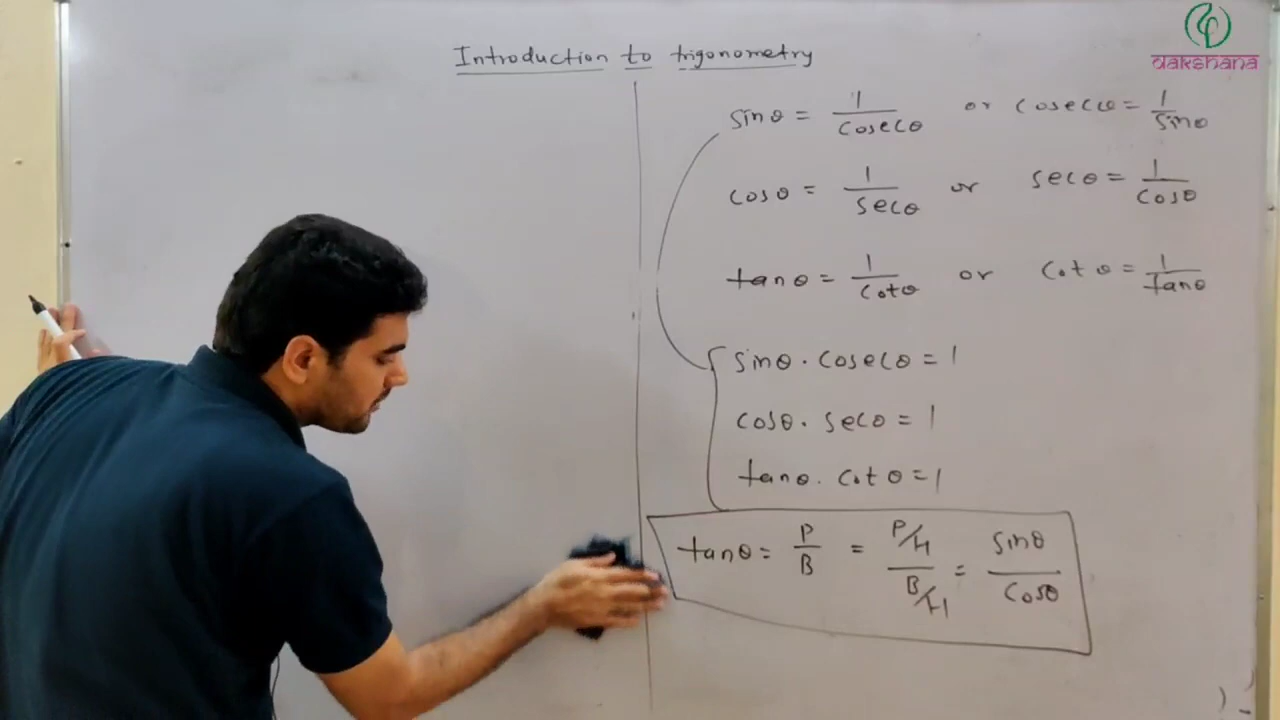 Introduction to trigonometry
Dakshana
sinθ = 1/cosecθ or cosecθ = 1/sinθ
cosθ = 1/secθ or secθ = 1/cosθ
tanθ = 1/cotθ or cotθ = 1/tanθ
sinθ · cosecθ = 1
cosθ · secθ = 1
tanθ · cotθ = 1
tanθ = P/B = (P/H)/(B/H) = sinθ/cosθ